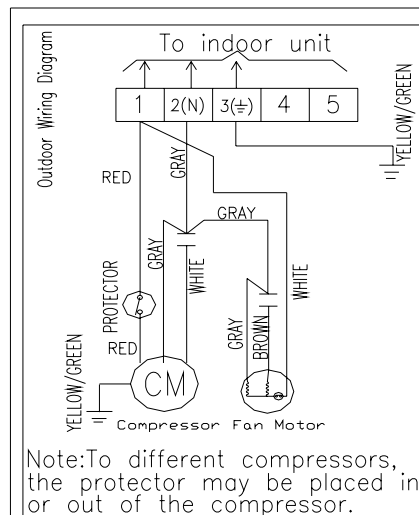 To indoor unit
Outdoor Wiring Diagram
1 2(N) 3(⏚) 4 5
YELLOW/GREEN
RED
GRAY
GRAY
GRAY
WHITE
WHITE
PROTECTOR
GRAY
BROWN
RED
YELLOW/GREEN
CM
Compressor Fan Motor
Note:To different compressors,
the protector may be placed in
or out of the compressor.